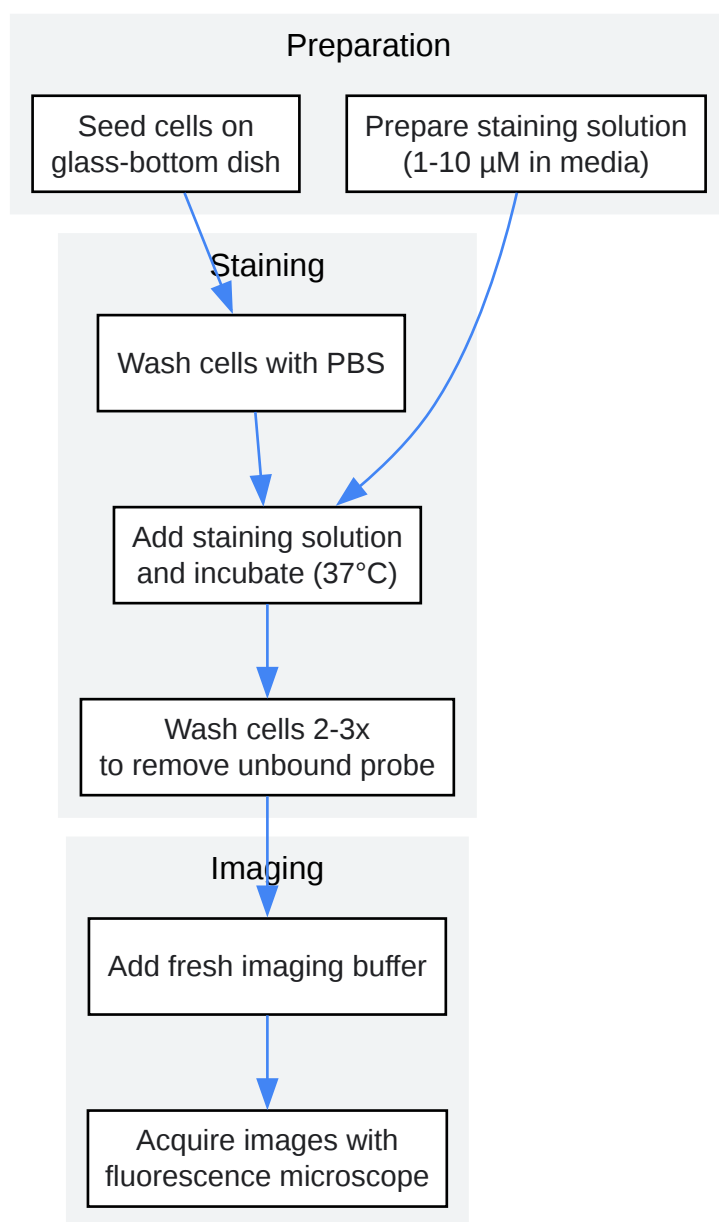 Preparation
Seed cells on
glass-bottom dish
Prepare staining solution
(1-10 µM in media)
Staining
Wash cells with PBS
Add staining solution
and incubate (37°C)
Wash cells 2-3x
to remove unbound probe
Imaging
Add fresh imaging buffer
Acquire images with
fluorescence microscope